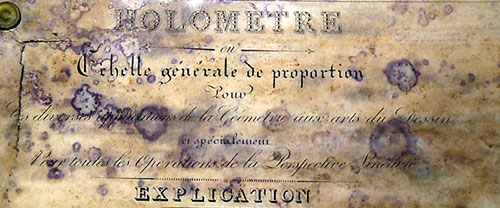 HOLOMÈTRE
ou
Echelle générale de proportion
Pour
Les diverses applications de la Géométrie aux arts du Dessin
et spécialement
Pour toutes les Opérations de la Perspective Linéaire
EXPLICATION